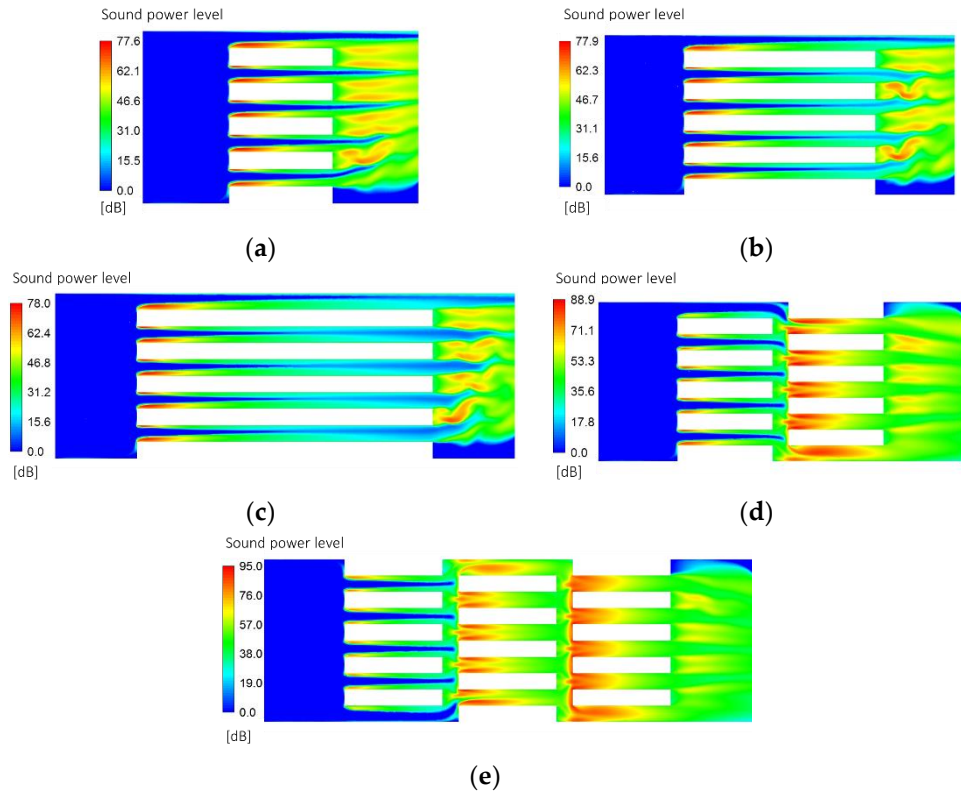 Sound power level
77.6
62.1
46.6
31.0
15.5
0.0
[dB]
(a)
Sound power level
77.9
62.3
46.7
31.1
15.6
0.0
[dB]
(b)
Sound power level
78.0
62.4
46.8
31.2
15.6
0.0
[dB]
(c)
Sound power level
88.9
71.1
53.3
35.6
17.8
0.0
[dB]
(d)
Sound power level
95.0
76.0
57.0
38.0
19.0
0.0
[dB]
(e)